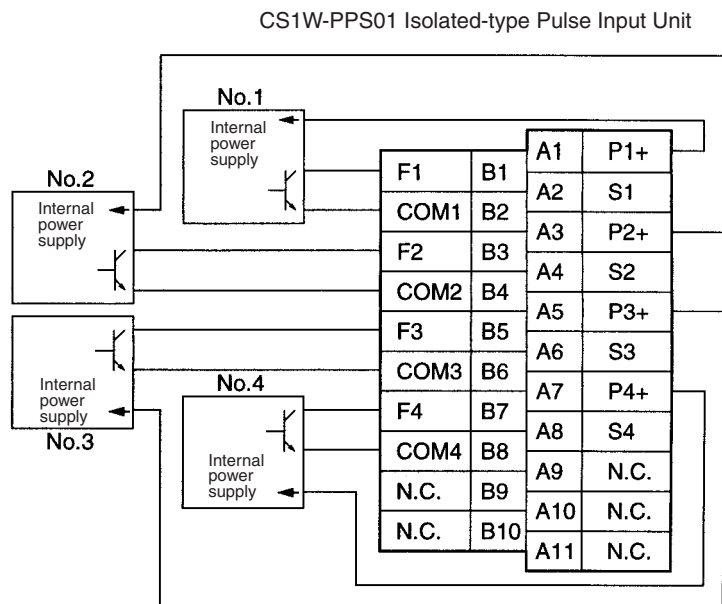 CS1W-PPS01 Isolated-type Pulse Input Unit
No.1
Internal
power
supply
No.2
Internal
power
supply
Internal
power
supply
No.3
No.4
Internal
power
supply
F1 B1
COM1 B2
F2 B3
COM2 B4
F3 B5
COM3 B6
F4 B7
COM4 B8
N.C. B9
N.C. B10
A1 P1+
A2 S1
A3 P2+
A4 S2
A5 P3+
A6 S3
A7 P4+
A8 S4
A9 N.C.
A10 N.C.
A11 N.C.